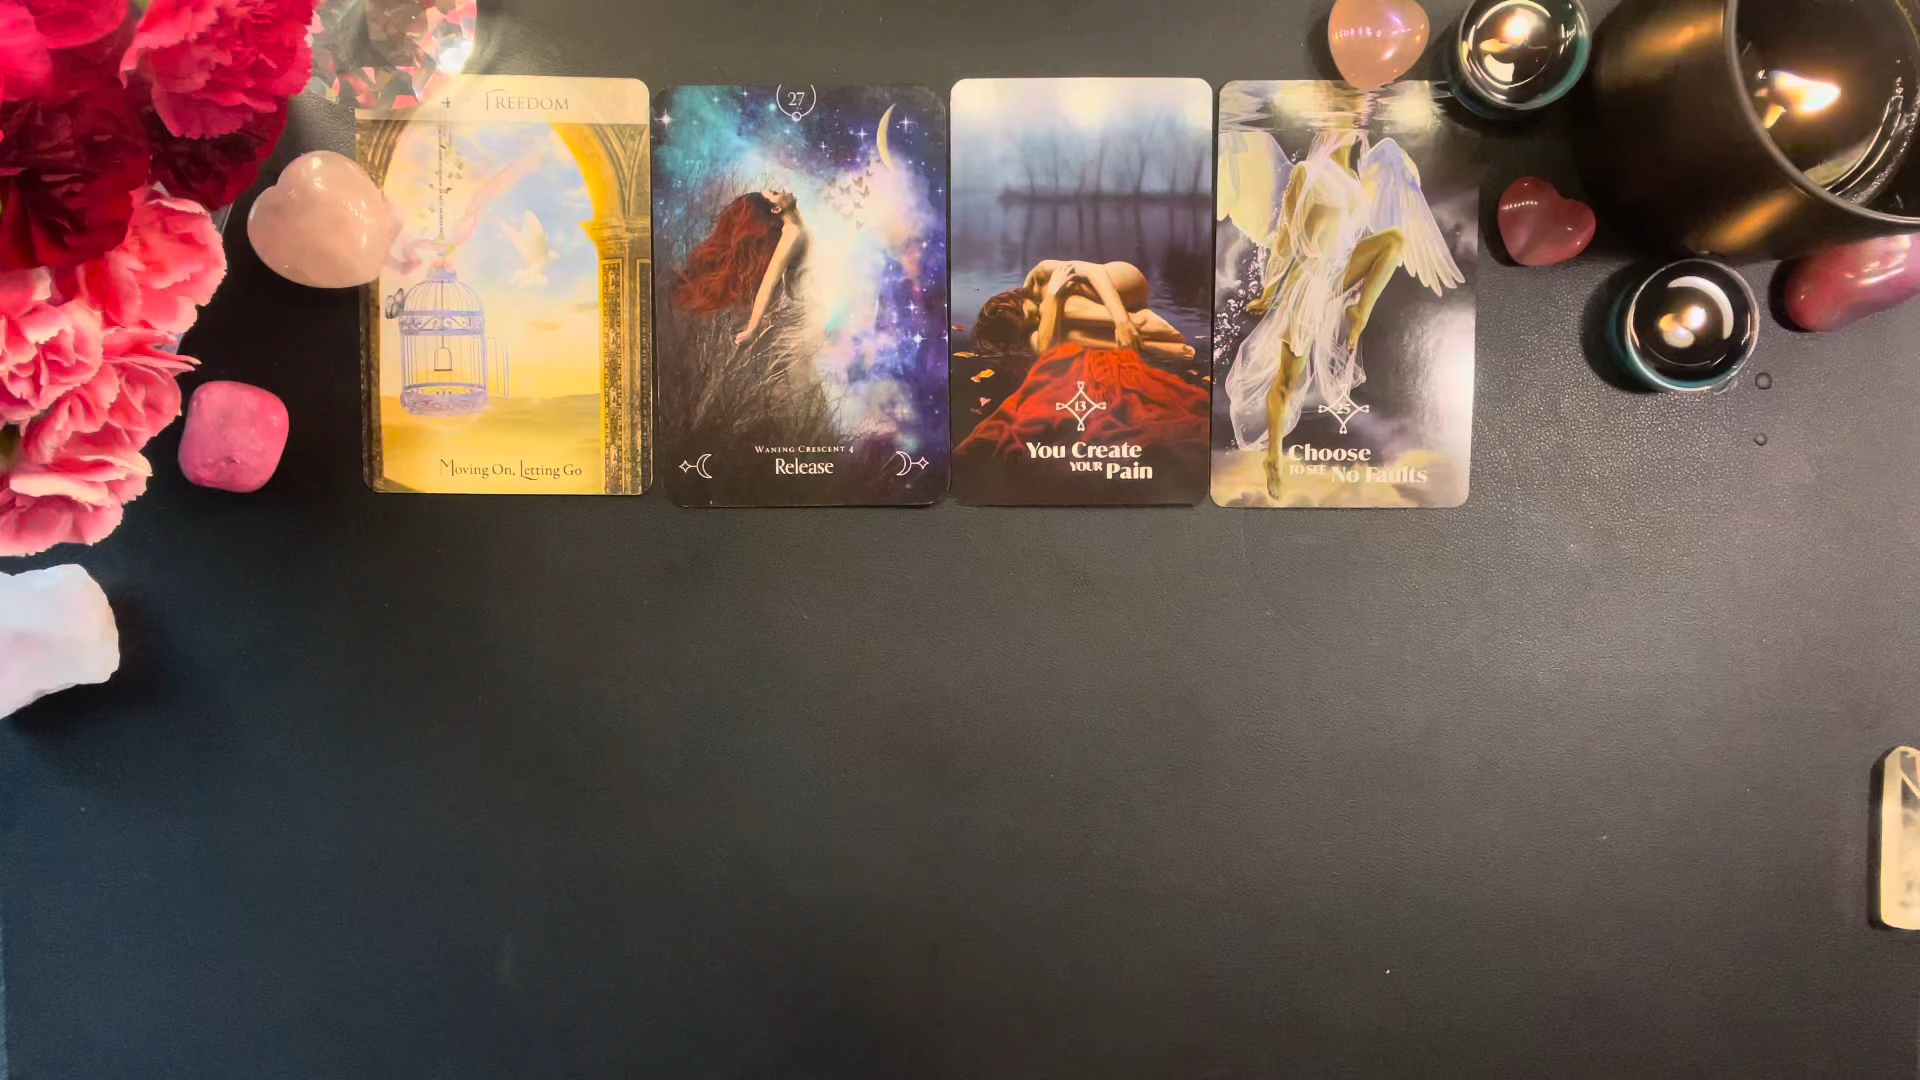 4 FREEDOM
Moving On, Letting Go
27
WANING CRESCENT 4
Release
13
You Create
YOUR Pain
25
Choose
TO SEE No Faults